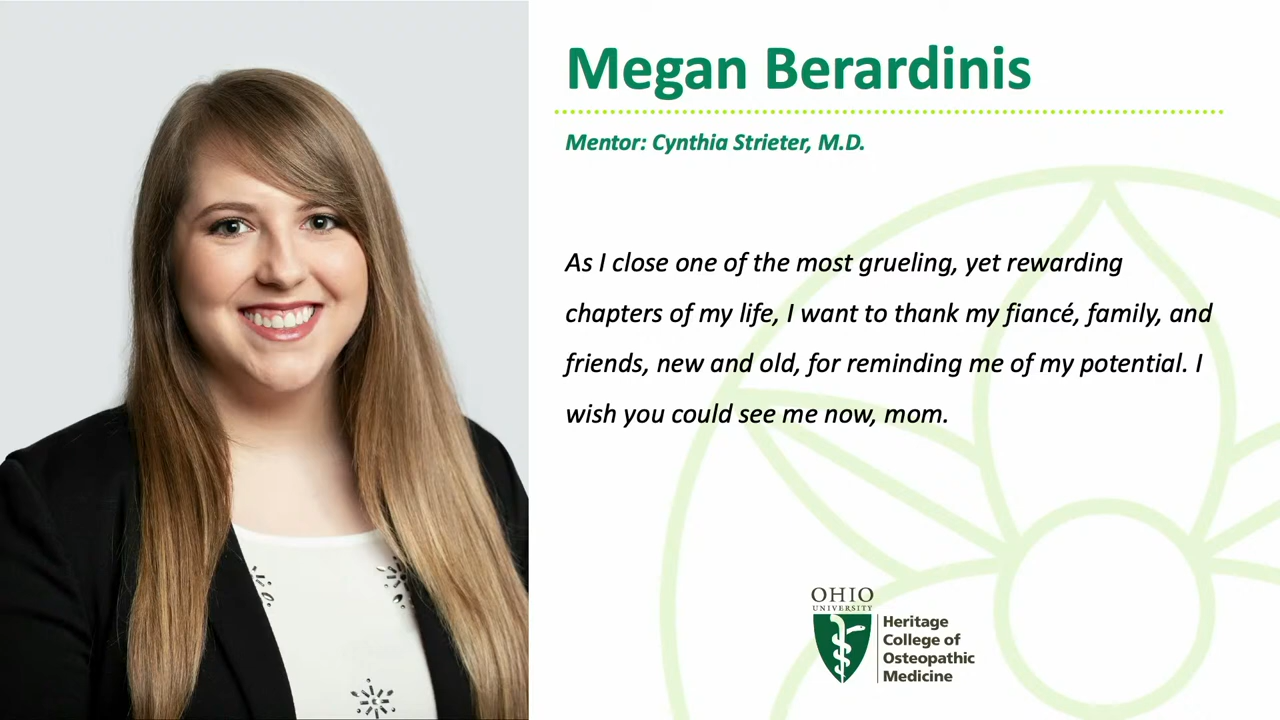 Megan Berardinis
Mentor: Cynthia Strieter, M.D.
As I close one of the most grueling, yet rewarding
chapters of my life, I want to thank my fiancé, family, and
friends, new and old, for reminding me of my potential. I
wish you could see me now, mom.
OHIO
UNIVERSITY
Heritage
College of
Osteopathic
Medicine